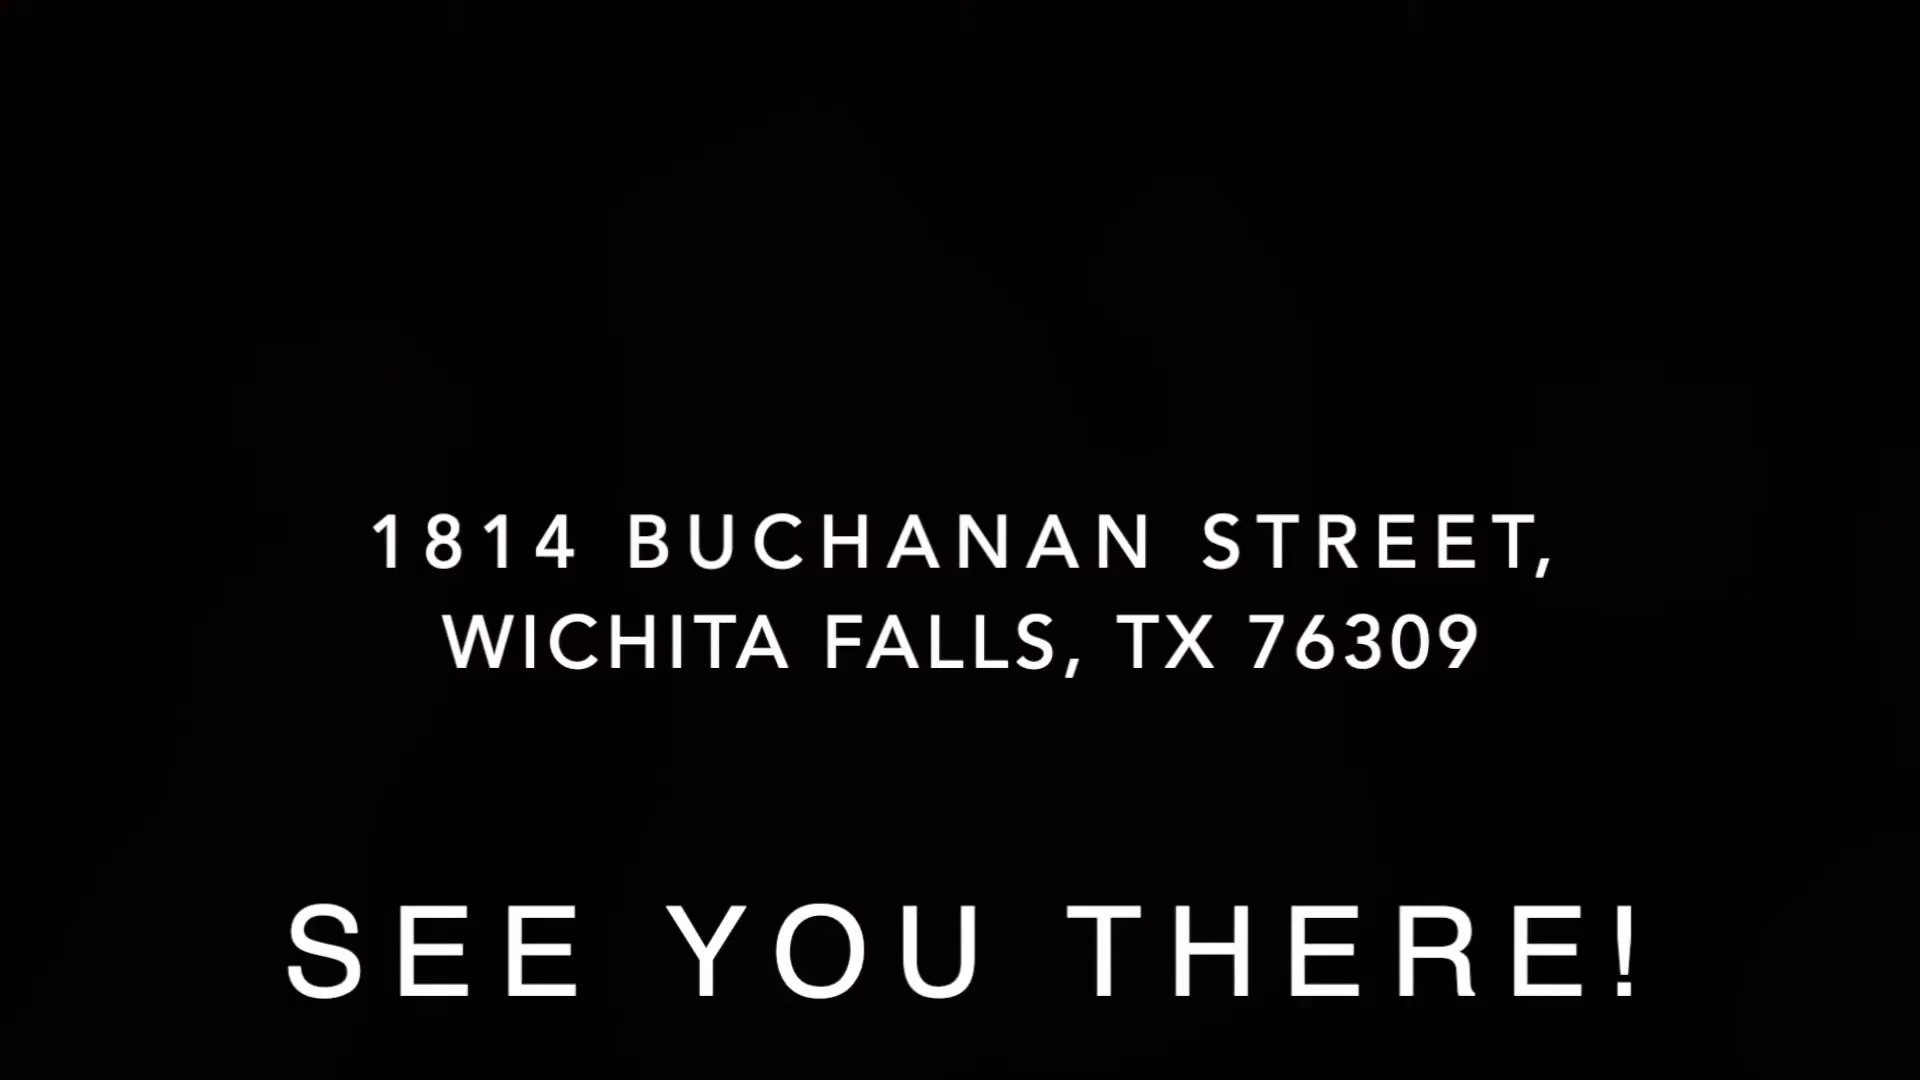 1814 BUCHANAN STREET,
WICHITA FALLS, TX 76309
SEE YOU THERE!